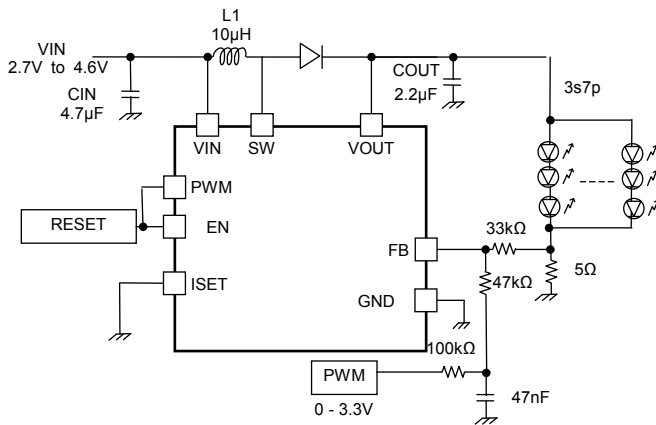 L1
10μH
VIN
2.7V to 4.6V
CIN
4.7μF
COUT
2.2μF
3s7p
VIN
SW
VOUT
PWM
RESET
EN
FB
33kΩ
5Ω
47kΩ
ISET
GND
100kΩ
PWM
0 - 3.3V
47nF